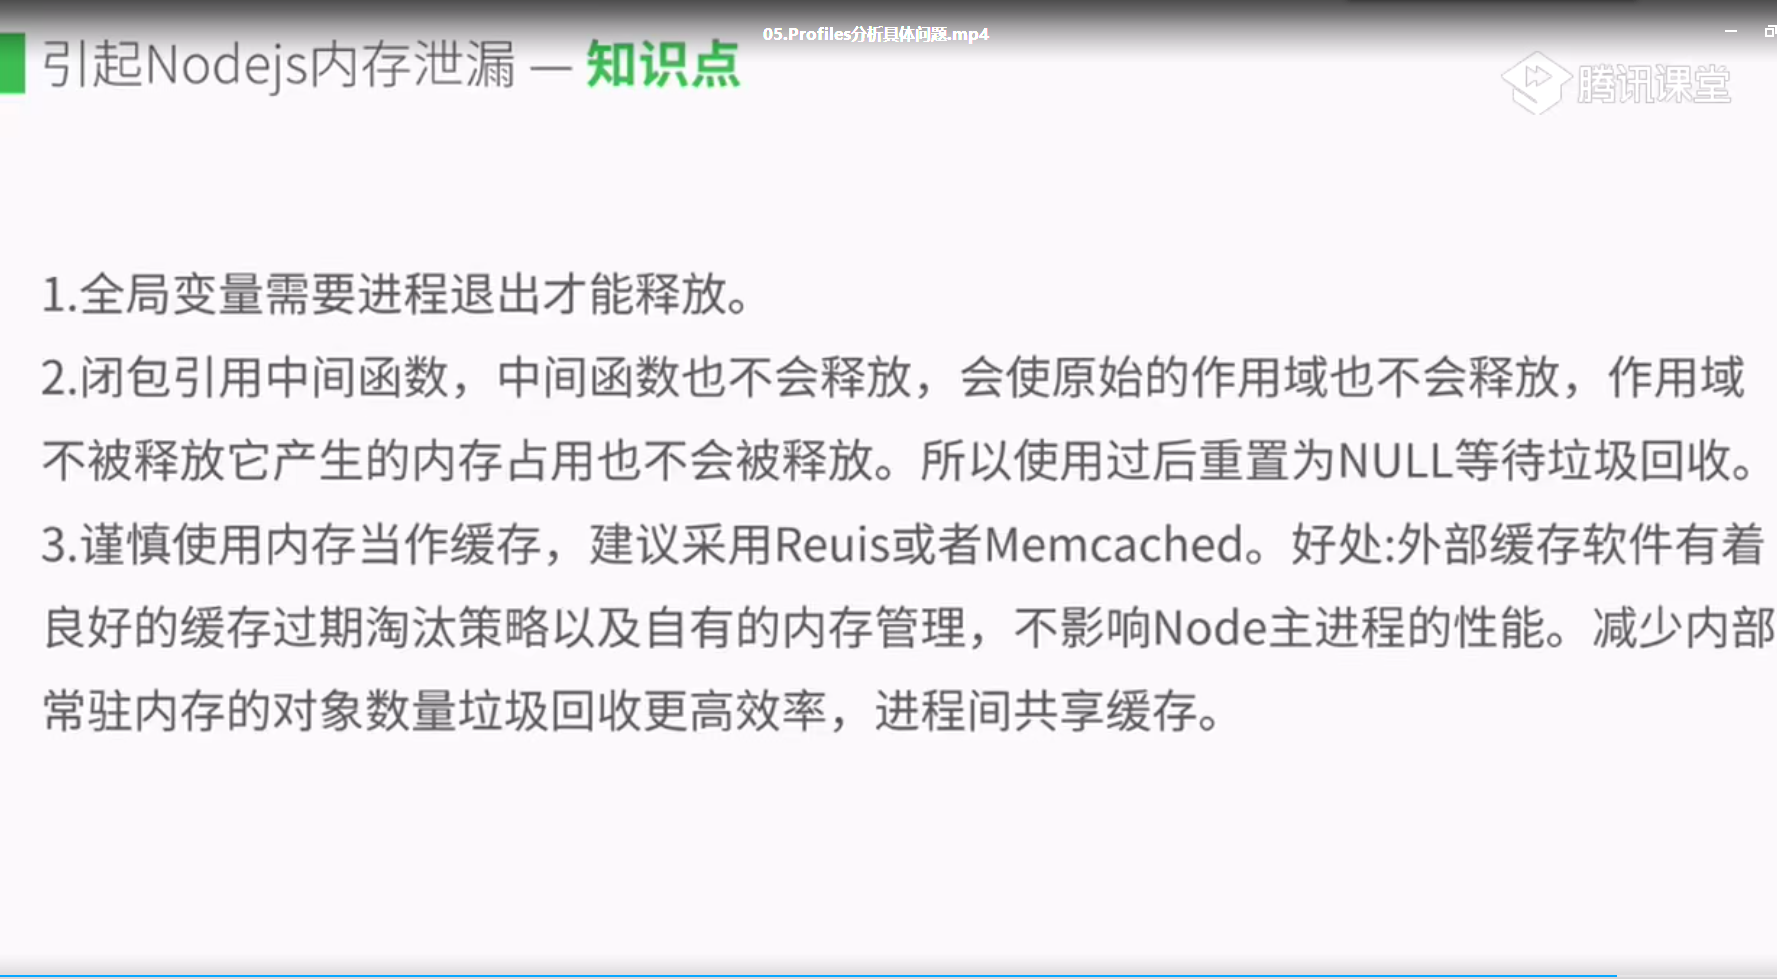 05.Profiles分析具体问题.mp4
引起Nodejs内存泄漏 — 知识点
腾讯课堂
1.全局变量需要进程退出才能释放。
2.闭包引用中间函数，中间函数也不会释放，会使原始的作用域也不会释放，作用域
不被释放它产生的内存占用也不会被释放。所以使用过后重置为NULL等待垃圾回收。
3.谨慎使用内存当作缓存，建议采用Reuis或者Memcached。好处:外部缓存软件有着
良好的缓存过期淘汰策略以及自有的内存管理，不影响Node主进程的性能。减少内部
常驻内存的对象数量垃圾回收更高效率，进程间共享缓存。